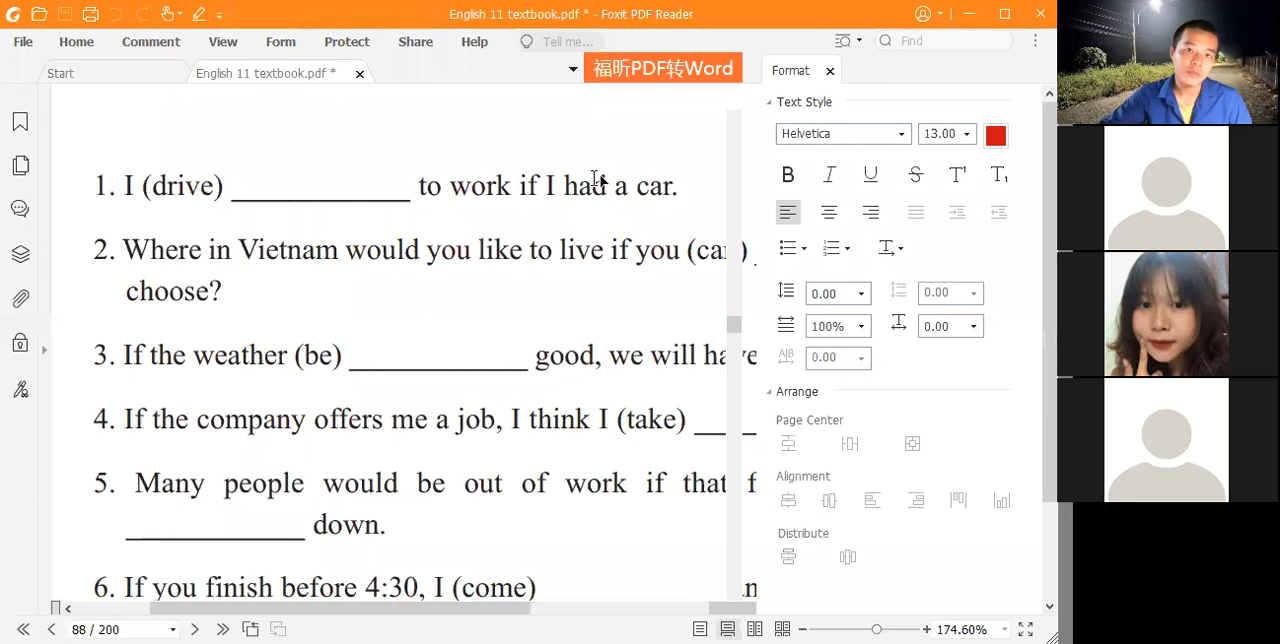 English 11 textbook.pdf * - Foxit PDF Reader
File Home Comment View Form Protect Share Help Tell me... Find
Start English 11 textbook.pdf * 福昕PDF转Word Format
Text Style
Helvetica 13.00
B I U S T' T,
0.00 0.00
100% 0.00
0.00
Arrange
Page Center
Alignment
Distribute
1. I (drive) ____________ to work if I had a car.
2. Where in Vietnam would you like to live if you
choose?
3. If the weather (be) ____________ good, we will
4. If the company offers me a job, I think I (take) ____
5. Many people would be out of work if that
____________ down.
6. If you finish before 4:30, I (come)
88 / 200 174.60%